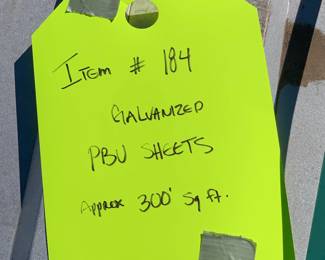 Item # 184
GALVANIZED
PBU SHEETS
Approx 300' sq ft.